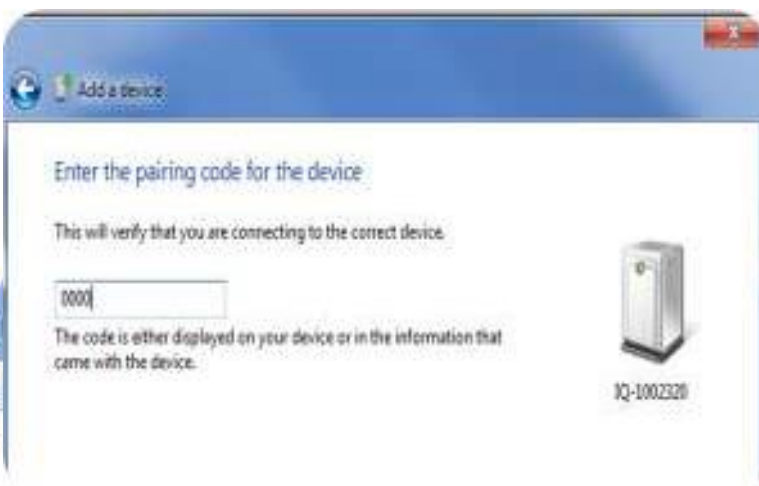 Add a device
Enter the pairing code for the device
This will verify that you are connecting to the correct device.
0000
The code is either displayed on your device or in the information that
came with the device.
IQ-1002320